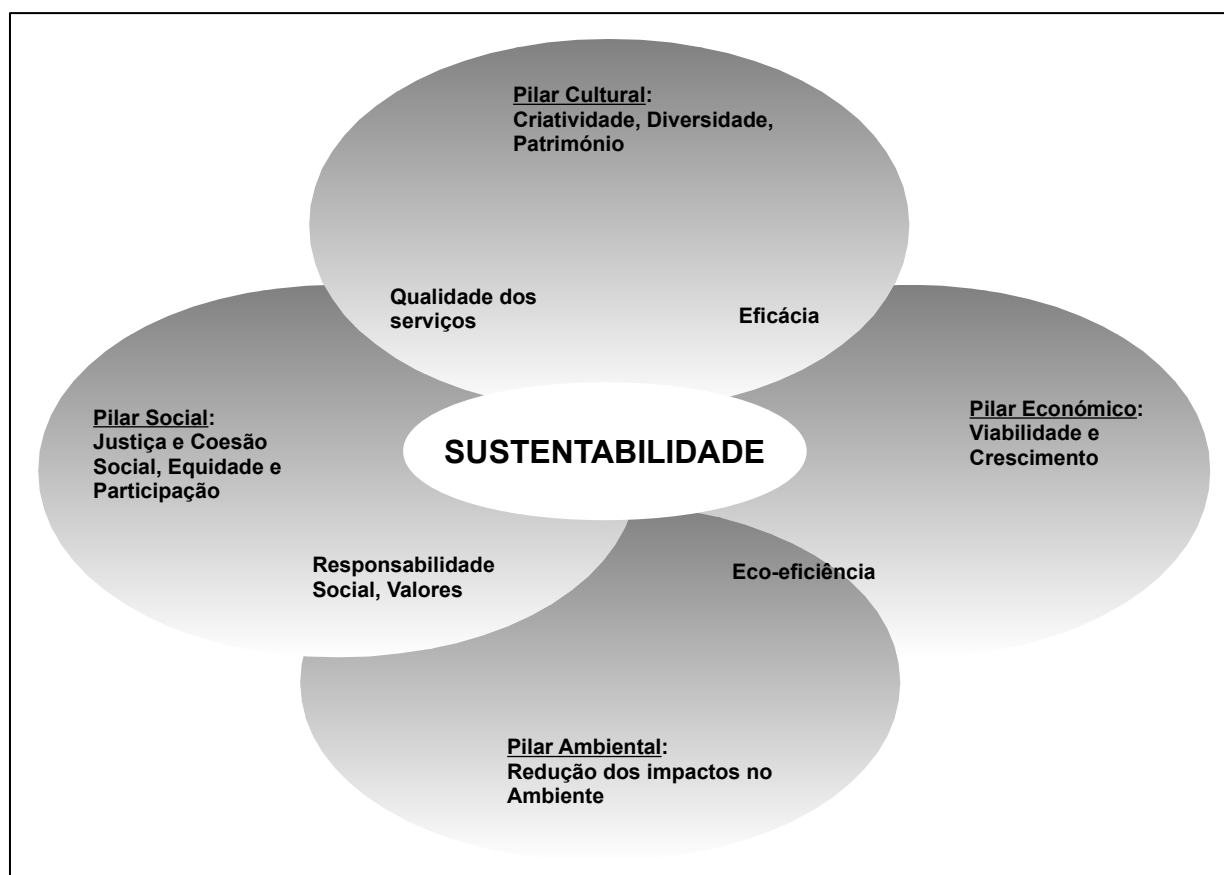 Pilar Cultural:
Criatividade, Diversidade,
Património
Qualidade dos
serviços
Eficácia
Pilar Social:
Justiça e Coesão
Social, Equidade e
Participação
SUSTENTABILIDADE
Pilar Económico:
Viabilidade e
Crescimento
Responsabilidade
Social, Valores
Eco-eficiência
Pilar Ambiental:
Redução dos impactos no
Ambiente